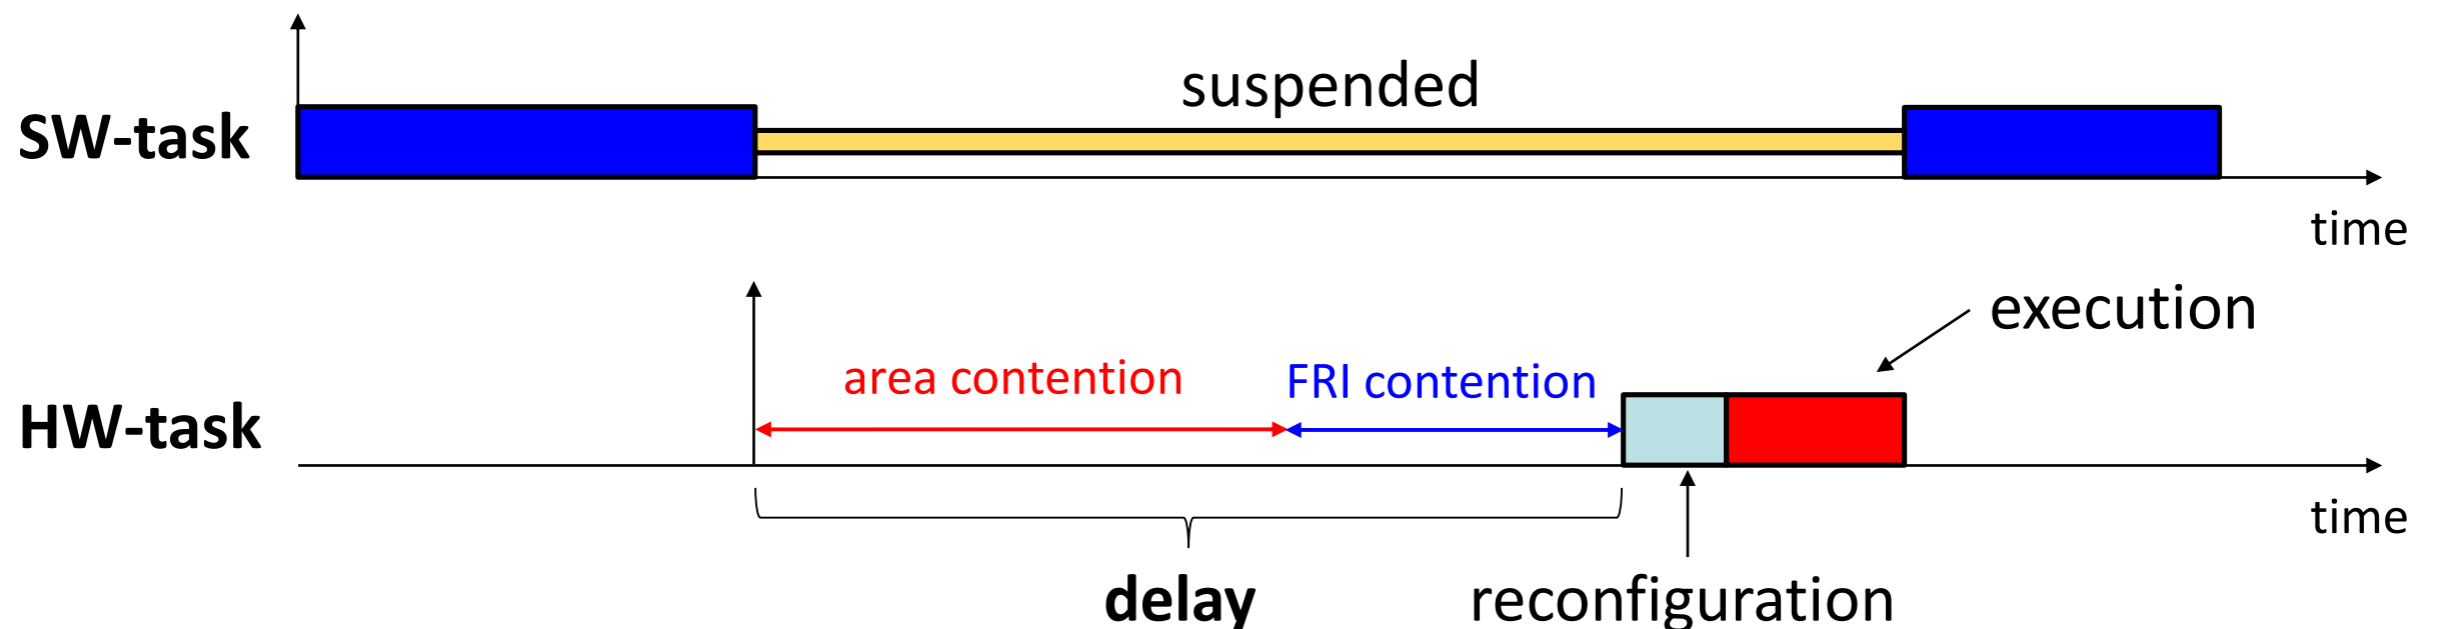 suspended
SW-task
time
execution
area contention
FRI contention
HW-task
time
delay
reconfiguration